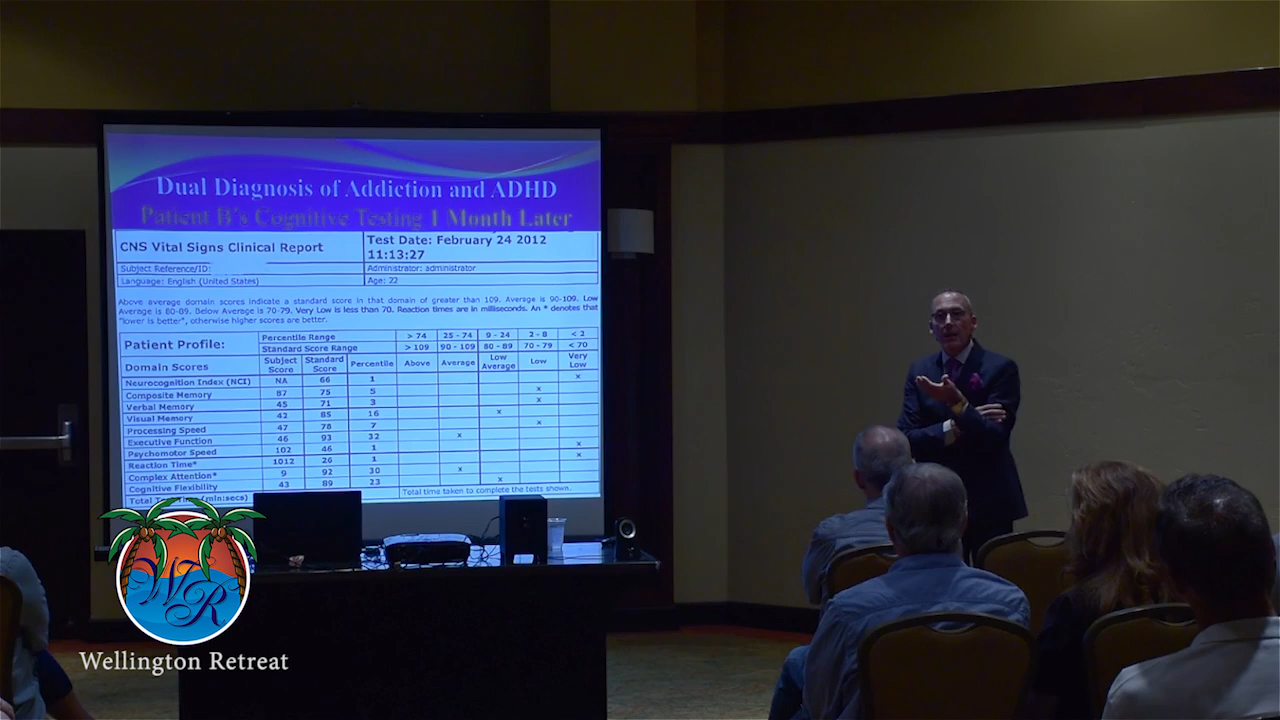 Dual Diagnosis of Addiction and ADHD
Patient B's Cognitive Testing 1 Month Later
CNS Vital Signs Clinical Report
Test Date: February 24 2012
11:13:27
Subject Reference/ID:
Administrator: administrator
Language: English (United States)
Age: 22
Above average domain scores indicate a standard score in that domain of greater than 109. Average is 90-109. Low
Average is 80-89. Below Average is 70-79. Very Low is less than 70. Reaction times are in milliseconds. An * denotes that
"lower is better", otherwise higher scores are better.
Patient Profile: Percentile Range > 74 25 - 74 9 - 24 2 - 8 < 2
Standard Score Range > 109 90 - 109 80 - 89 70 - 79 < 70
Domain Scores Subject Score Standard Score Percentile Above Average Low Average Low Very Low
Neurocognition Index (NCI) NA 66 1 x
Composite Memory 87 75 5 x
Verbal Memory 45 71 3 x
Visual Memory 42 85 16 x
Processing Speed 47 78 7 x
Executive Function 46 93 32 x
Psychomotor Speed 102 46 1 x
Reaction Time* 1012 26 1 x
Complex Attention* 9 92 30 x
Cognitive Flexibility 43 89 23 x
(min:secs) Total time taken to complete the tests shown.
WR
Wellington Retreat